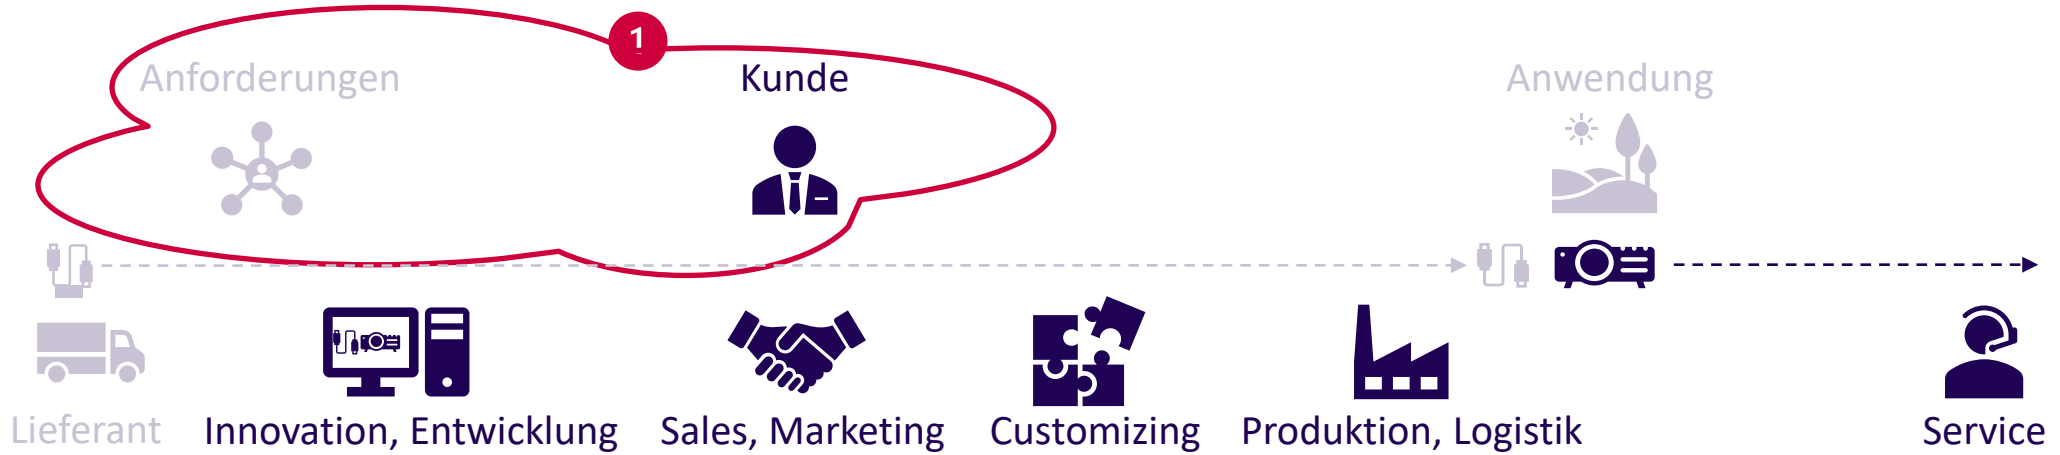 1
Anforderungen
Kunde
Anwendung
Lieferant
Innovation, Entwicklung
Sales, Marketing
Customizing
Produktion, Logistik
Service